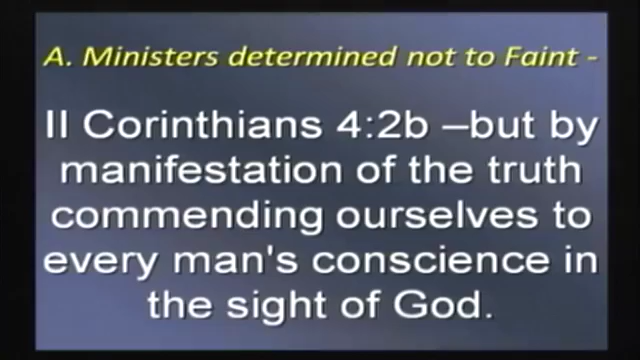 A. Ministers determined not to Faint -
II Corinthians 4:2b –but by
manifestation of the truth
commending ourselves to
every man's conscience in
the sight of God.